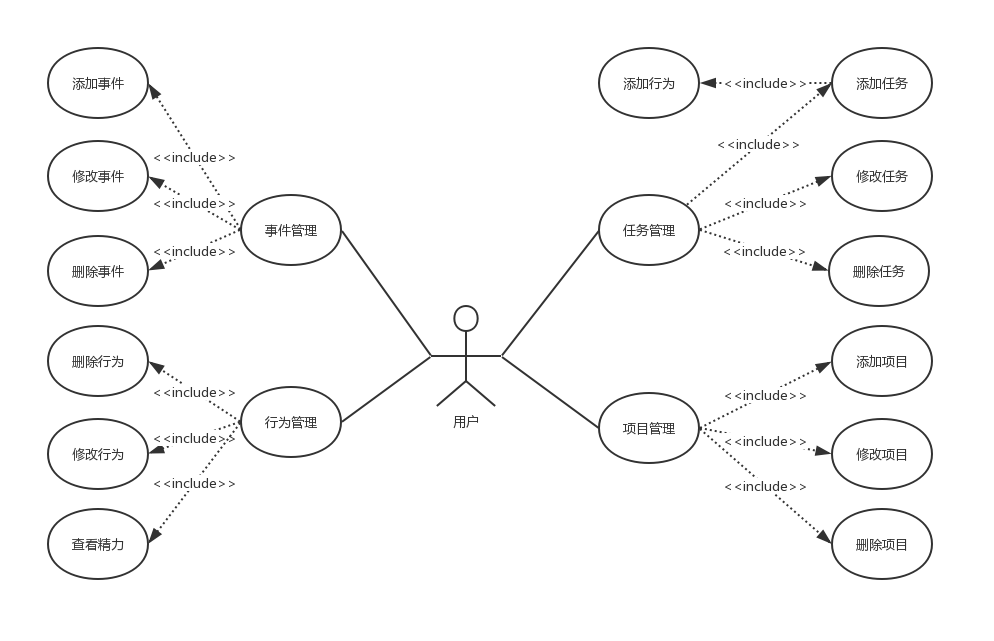 添加事件
<<include>>
修改事件
<<include>>
事件管理
<<include>>
删除事件
删除行为
<<include>>
行为管理
<<include>>
修改行为
<<include>>
查看精力
用户
添加行为
<<include>>
添加任务
<<include>>
修改任务
<<include>>
任务管理
<<include>>
删除任务
添加项目
<<include>>
项目管理
<<include>>
修改项目
<<include>>
删除项目